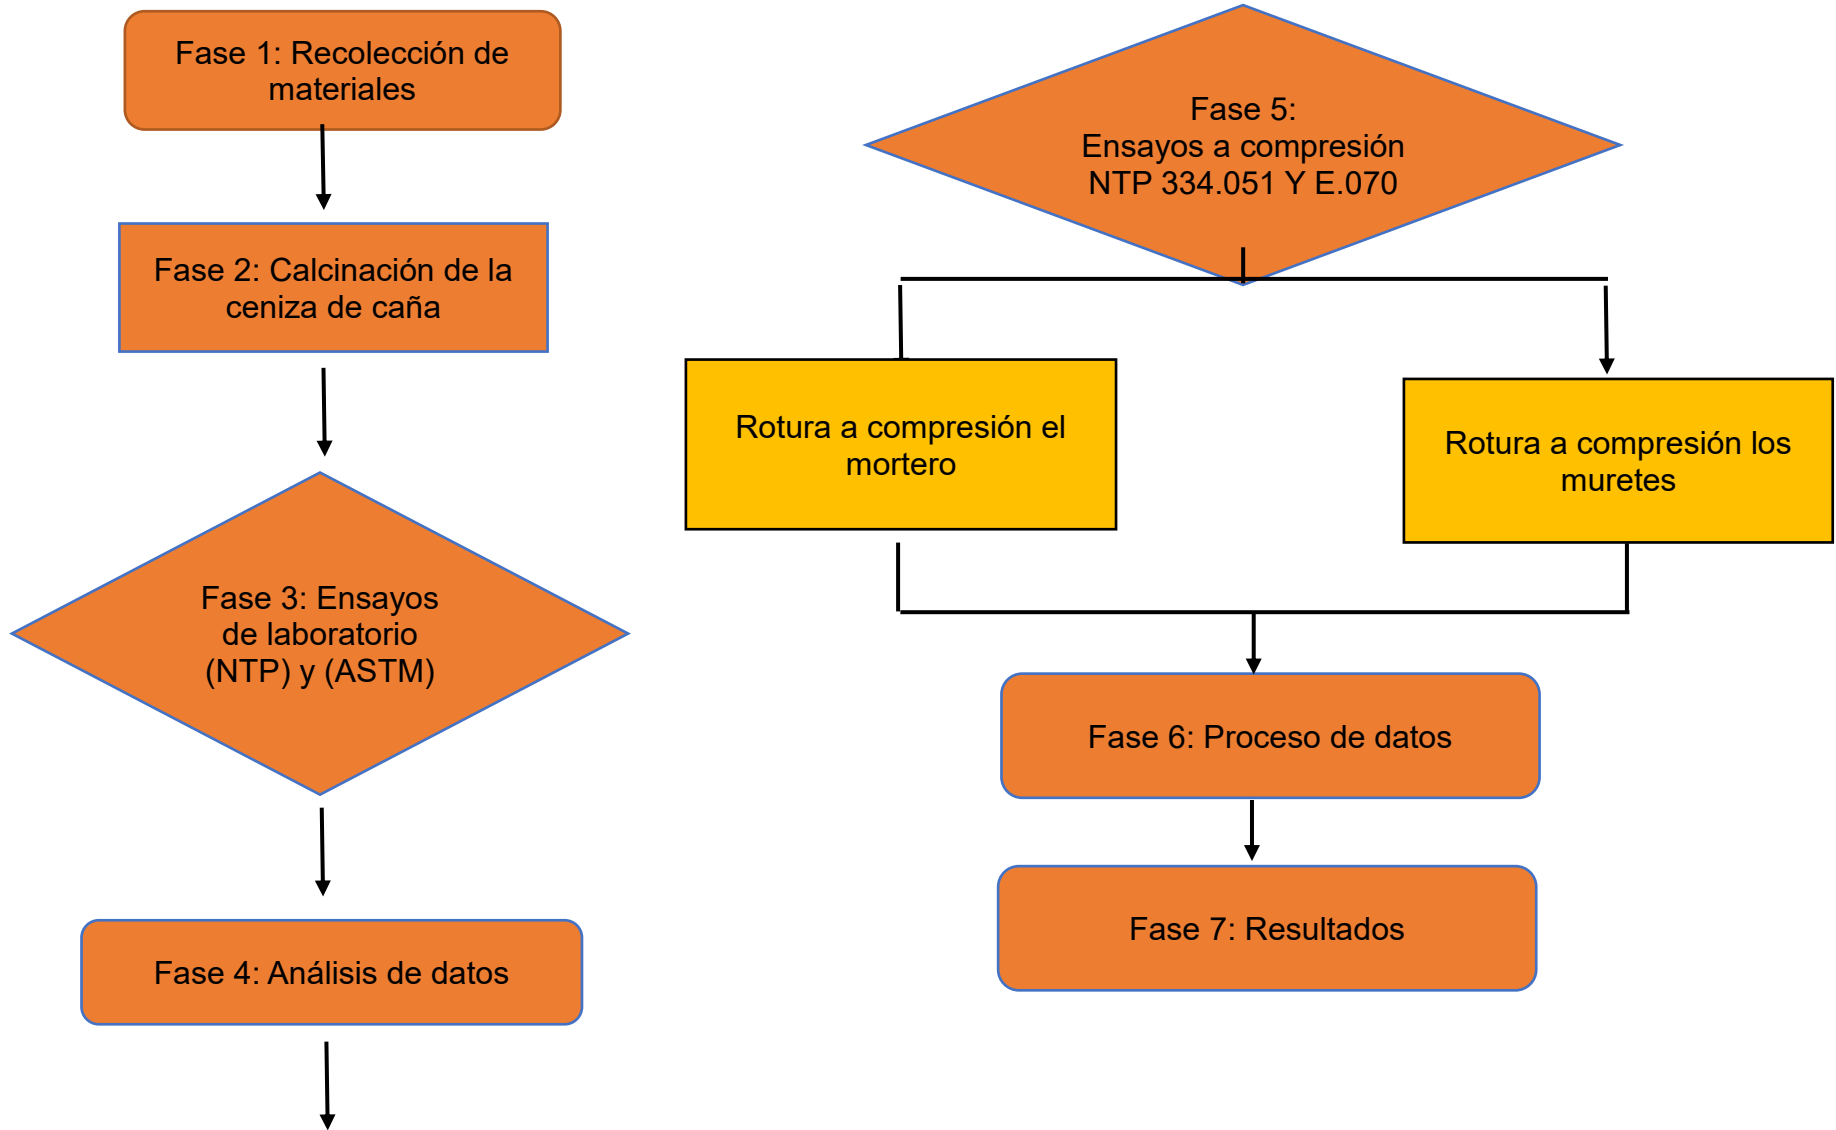 Fase 1: Recolección de
materiales
Fase 2: Calcinación de la
ceniza de caña
Fase 3: Ensayos
de laboratorio
(NTP) y (ASTM)
Fase 4: Análisis de datos
Fase 5:
Ensayos a compresión
NTP 334.051 Y E.070
Rotura a compresión el
mortero
Rotura a compresión los
muretes
Fase 6: Proceso de datos
Fase 7: Resultados